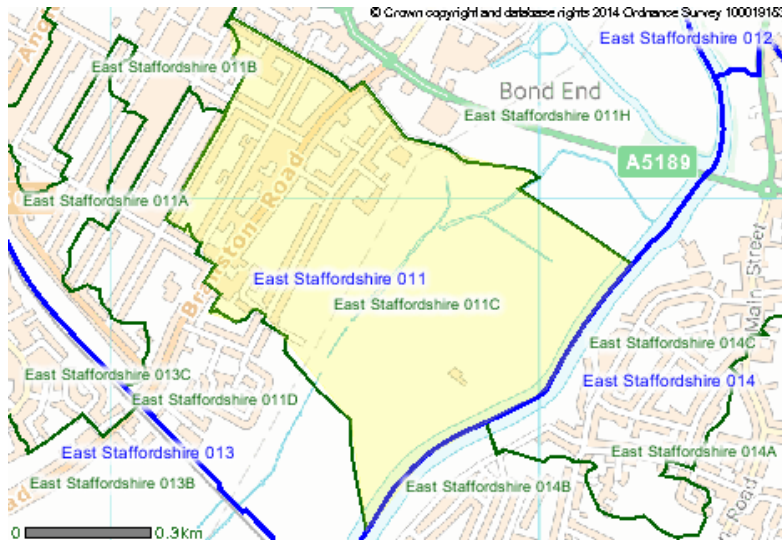 © Crown copyright and database rights 2014 Ordnance Survey 100019153
East Staffordshire 012
East Staffordshire 011B
Bond End
East Staffordshire 011H
A5189
East Staffordshire 011A
Branston Road
Main Street
East Staffordshire 011
East Staffordshire 011C
East Staffordshire 014C
East Staffordshire 013C
East Staffordshire 014
East Staffordshire 011D
East Staffordshire 013
East Staffordshire 014A
East Staffordshire 013B
East Staffordshire 014B
0
0.3km